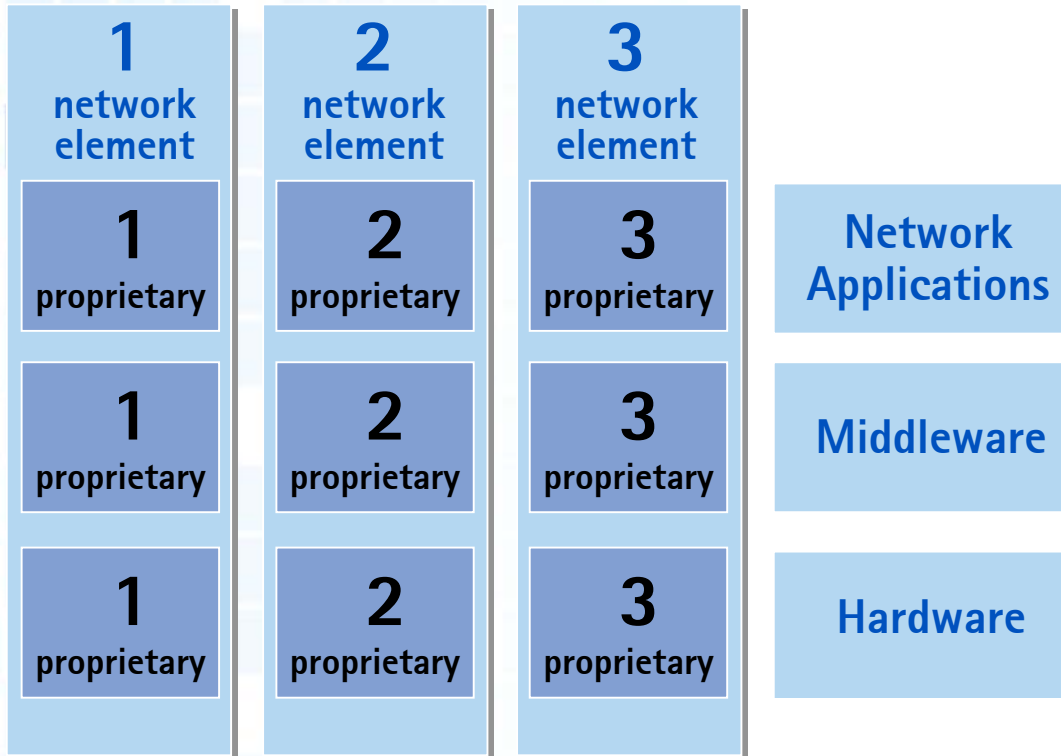 1
network
element
2
network
element
3
network
element
1
proprietary
2
proprietary
3
proprietary
Network
Applications
1
proprietary
2
proprietary
3
proprietary
Middleware
1
proprietary
2
proprietary
3
proprietary
Hardware